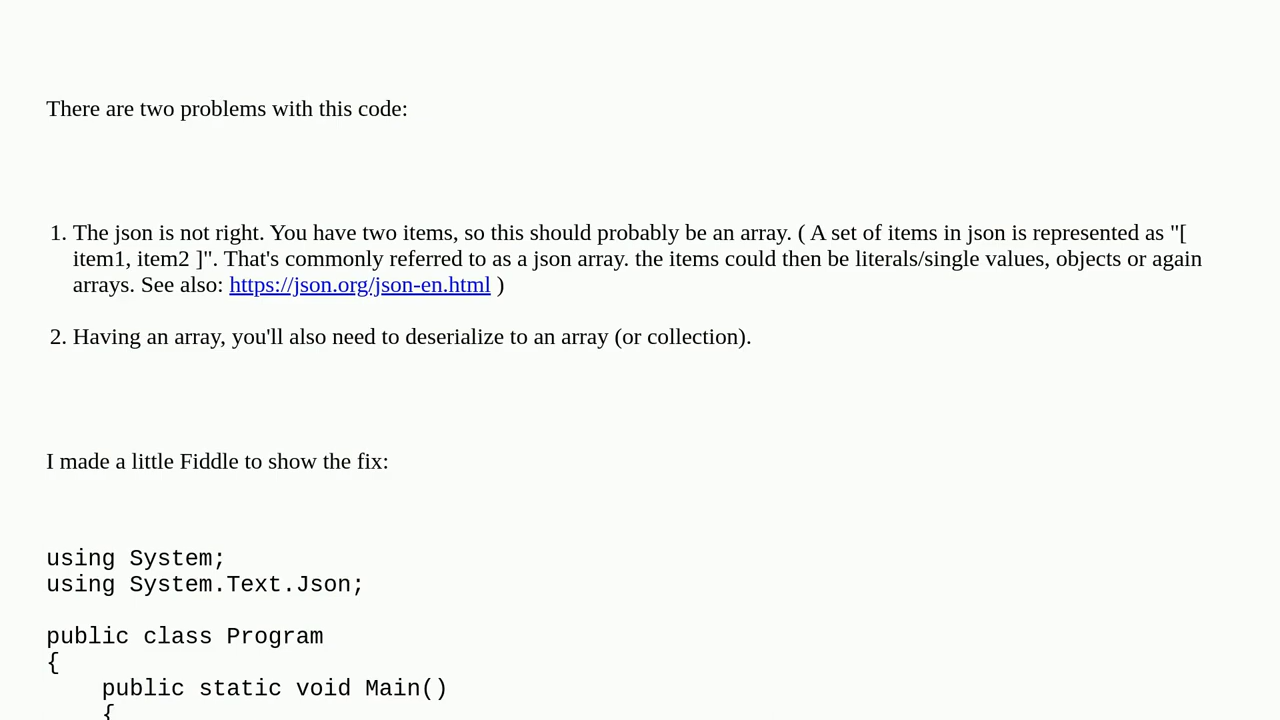 There are two problems with this code:
1. The json is not right. You have two items, so this should probably be an array. ( A set of items in json is represented as "[
item1, item2 ]". That's commonly referred to as a json array. the items could then be literals/single values, objects or again
arrays. See also: https://json.org/json-en.html )
2. Having an array, you'll also need to deserialize to an array (or collection).
I made a little Fiddle to show the fix:
using System;
using System.Text.Json;
public class Program
{
    public static void Main()
    {